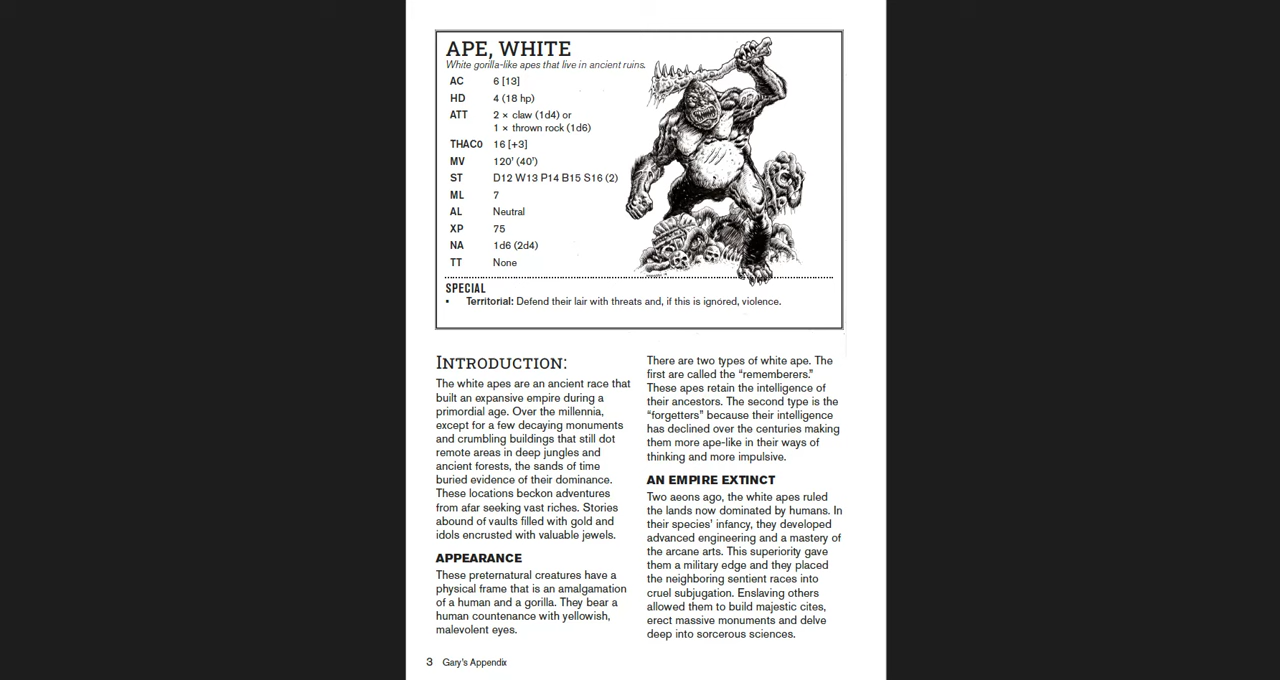 APE, WHITE
White gorilla-like apes that live in ancient ruins.
AC 6 [13]
HD 4 (18 hp)
ATT 2 × claw (1d4) or
1 × thrown rock (1d6)
THAC0 16 [+3]
MV 120' (40')
ST D12 W13 P14 B15 S16 (2)
ML 7
AL Neutral
XP 75
NA 1d6 (2d4)
TT None
SPECIAL
▪ Territorial: Defend their lair with threats and, if this is ignored, violence.
INTRODUCTION:
The white apes are an ancient race that
built an expansive empire during a
primordial age. Over the millennia,
except for a few decaying monuments
and crumbling buildings that still dot
remote areas in deep jungles and
ancient forests, the sands of time
buried evidence of their dominance.
These locations beckon adventures
from afar seeking vast riches. Stories
abound of vaults filled with gold and
idols encrusted with valuable jewels.
APPEARANCE
These preternatural creatures have a
physical frame that is an amalgamation
of a human and a gorilla. They bear a
human countenance with yellowish,
malevolent eyes.
There are two types of white ape. The
first are called the “rememberers.”
These apes retain the intelligence of
their ancestors. The second type is the
“forgetters” because their intelligence
has declined over the centuries making
them more ape-like in their ways of
thinking and more impulsive.
AN EMPIRE EXTINCT
Two aeons ago, the white apes ruled
the lands now dominated by humans. In
their species’ infancy, they developed
advanced engineering and a mastery of
the arcane arts. This superiority gave
them a military edge and they placed
the neighboring sentient races into
cruel subjugation. Enslaving others
allowed them to build majestic cites,
erect massive monuments and delve
deep into sorcerous sciences.
3 Gary's Appendix